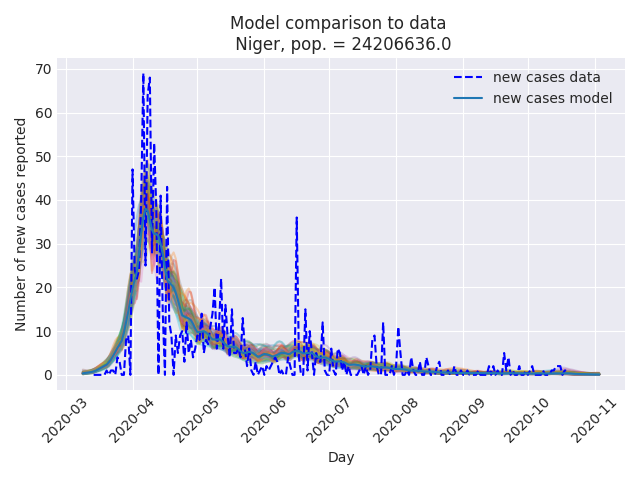 Model comparison to data
Niger, pop. = 24206636.0
new cases data
new cases model
Number of new cases reported
70
60
50
40
30
20
10
0
2020-03
2020-04
2020-05
2020-06
2020-07
2020-08
2020-09
2020-10
2020-11
Day